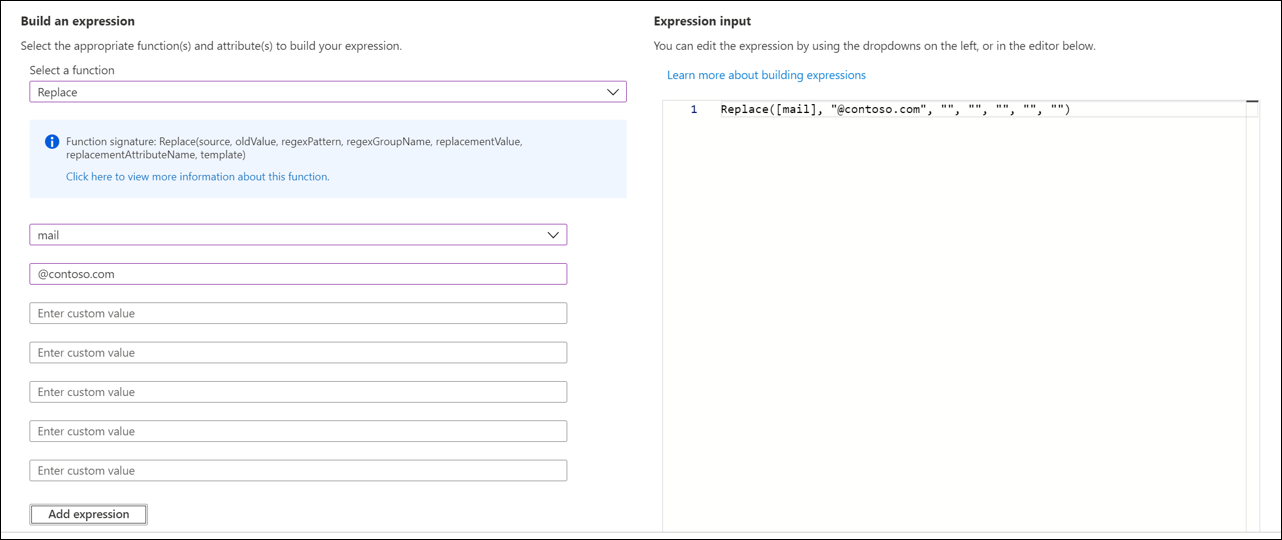 Build an expression
Select the appropriate function(s) and attribute(s) to build your expression.
Select a function
Replace
Function signature: Replace(source, oldValue, regexPattern, regexGroupName, replacementValue,
replacementAttributeName, template)
Click here to view more information about this function.
mail
@contoso.com
Enter custom value
Enter custom value
Enter custom value
Enter custom value
Enter custom value
Add expression
Expression input
You can edit the expression by using the dropdowns on the left, or in the editor below.
Learn more about building expressions
1 Replace([mail], "@contoso.com", "", "", "", "", "")